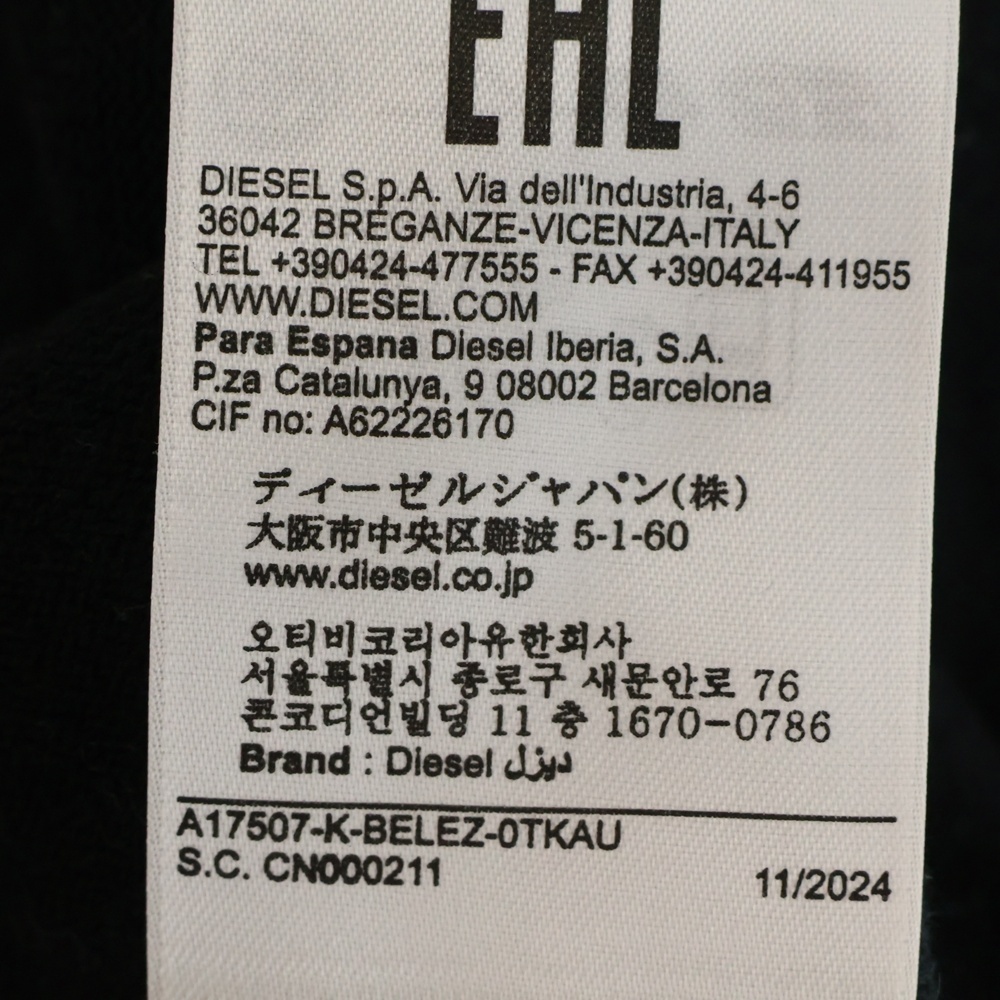 EAC
DIESEL S.p.A. Via dell'Industria, 4-6
36042 BREGANZE-VICENZA-ITALY
TEL +390424-477555 - FAX +390424-411955
WWW.DIESEL.COM
Para Espana Diesel Iberia, S.A.
P.za Catalunya, 9 08002 Barcelona
CIF no: A62226170
ディーゼルジャパン(株)
大阪市中央区難波 5-1-60
www.diesel.co.jp
오티비코리아유한회사
서울특별시 종로구 새문안로 76
콘코디언빌딩 11 층 1670-0786
Brand : Diesel ديزل
A17507-K-BELEZ-0TKAU
S.C. CN000211
11/2024